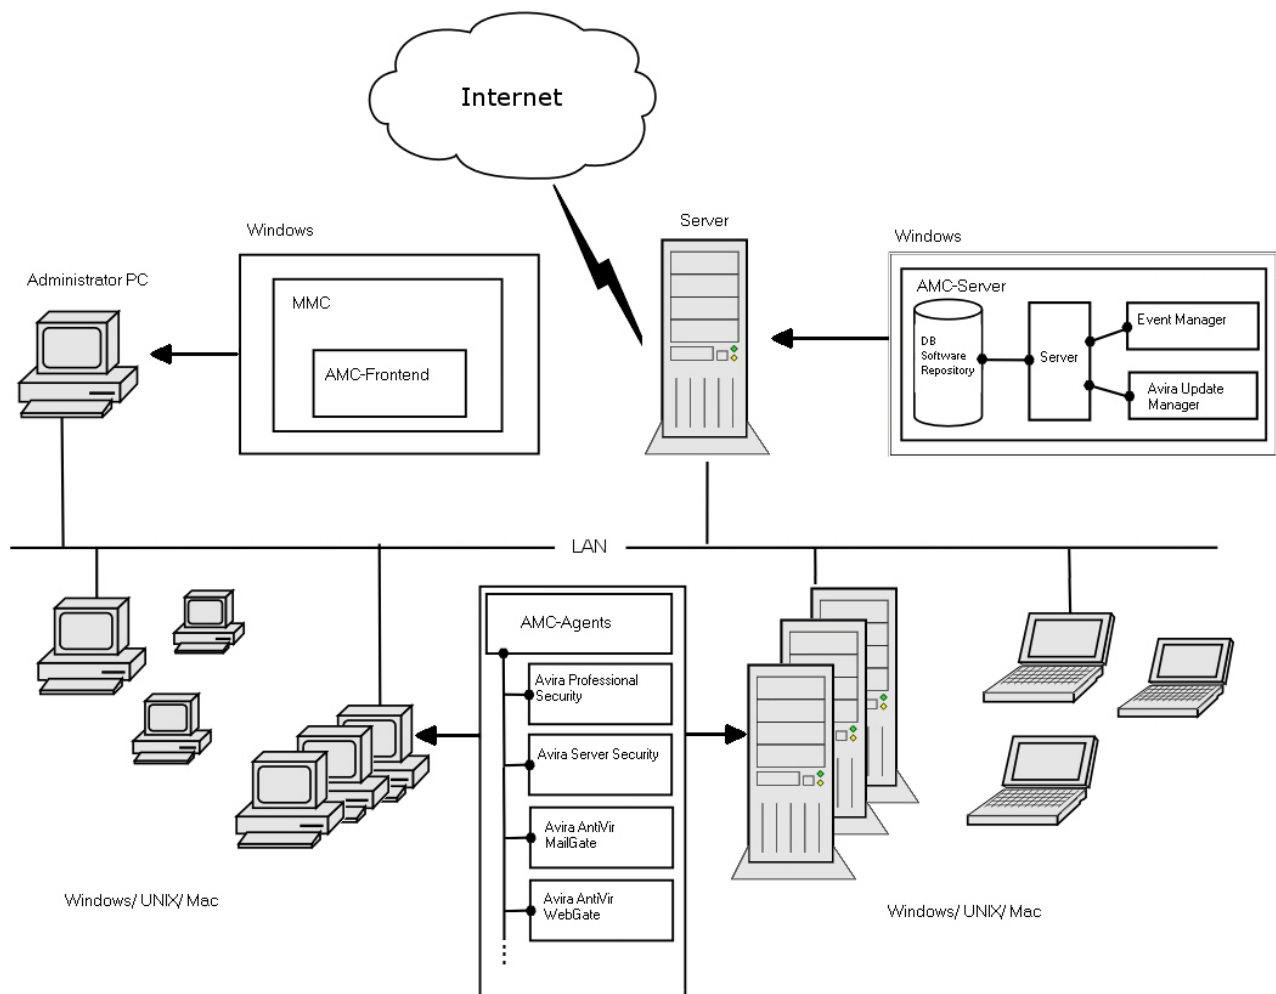 Internet
Server
Windows
Windows
Administrator PC
MMC
AMC-Frontend
AMC-Server
DB
Software
Repository
Server
Event Manager
Avira Update
Manager
LAN
AMC-Agents
Avira Professional
Security
Avira Server Security
Avira AntiVir
MailGate
Avira AntiVir
WebGate
Windows/ UNIX/ Mac
Windows/ UNIX/ Mac